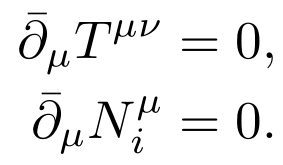 ∂̄_μ T^{μν} = 0,
∂̄_μ N_i^μ = 0.